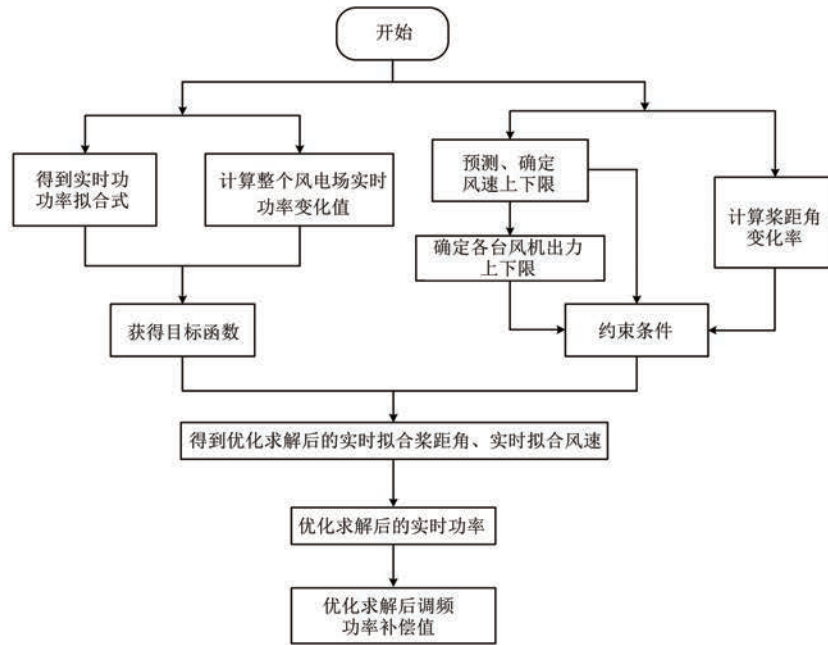 开始
得到实时功
功率拟合式
计算整个风电场实时
功率变化值
预测、确定
风速上下限
计算桨距角
变化率
确定各台风机出力
上下限
获得目标函数
约束条件
得到优化求解后的实时拟合桨距角、实时拟合风速
优化求解后的实时功率
优化求解后调频
功率补偿值